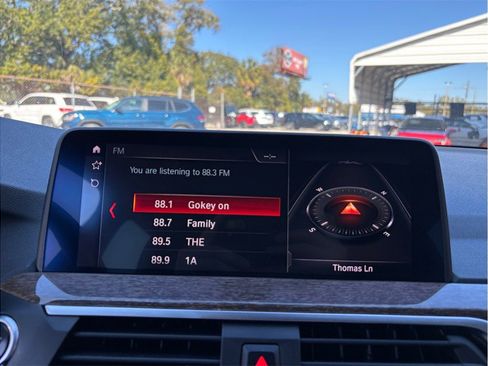 FM
--:--
You are listening to 88.3 FM
88.1 Gokey on
88.7 Family
89.5 THE
89.9 1A
W N
S E
Thomas Ln